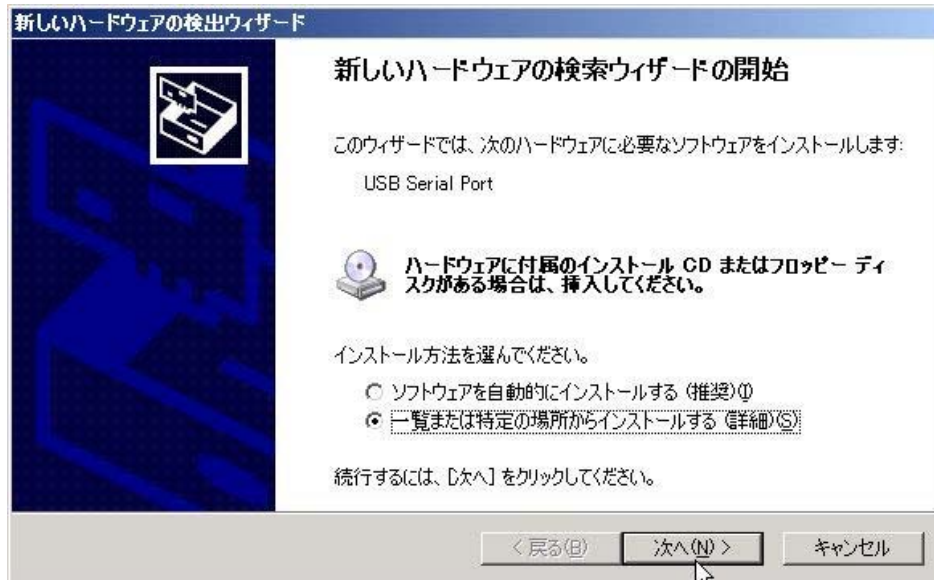 新しいハードウェアの検出ウィザード
新しいハードウェアの検索ウィザードの開始
このウィザードでは、次のハードウェアに必要なソフトウェアをインストールします:
USB Serial Port
ハードウェアに付属のインストール CD またはフロッピー ディ
スクがある場合は、挿入してください。
インストール方法を選んでください。
ソフトウェアを自動的にインストールする (推奨)(I)
一覧または特定の場所からインストールする (詳細)(S)
続行するには、[次へ] をクリックしてください。
< 戻る(B)
次へ(N) >
キャンセル